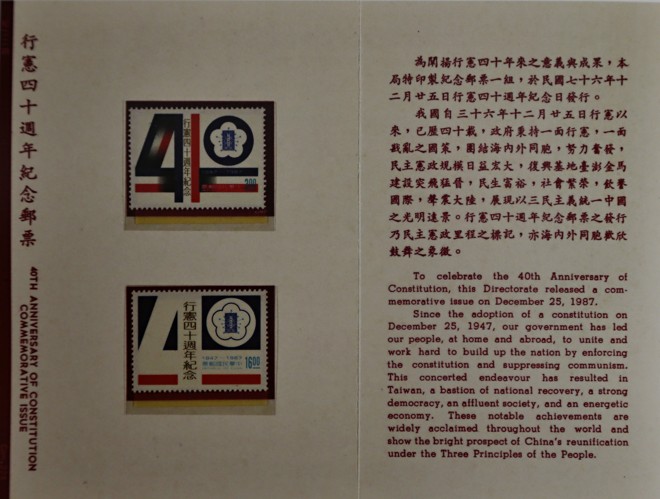 行憲四十週年紀念郵票
40TH ANNIVERSARY OF CONSTITUTION
COMMEMORATIVE ISSUE
行憲四十週年紀念
300
行憲四十週年紀念
1947-1987
中華民國郵票
16.00
為闡揚行憲四十年來之意義與成果，本
局特印製紀念郵票一組，於民國七十六年十
二月廿五日行憲四十週年紀念日發行。
我國自三十六年十二月廿五日行憲以
來，已歷四十載，政府秉持一面行憲，一面
戡亂之國策，團結海內外同胞，努力奮發，
民主憲政規模日益宏大，復興基地臺澎金馬
建設突飛猛晉，民生富裕，社會繁榮，飲譽
國際，聲震大陸，展現以三民主義統一中國
之光明遠景。行憲四十週年紀念郵票之發行
乃民主憲政里程之標記，亦海內外同胞歡欣
鼓舞之象徵。
To celebrate the 40th Anniversary of
Constitution, this Directorate released a com-
memorative issue on December 25, 1987.
Since the adoption of a constitution on
December 25, 1947, our government has led
our people, at home and abroad, to unite and
work hard to build up the nation by enforcing
the constitution and suppressing communism.
This concerted endeavour has resulted in
Taiwan, a bastion of national recovery, a strong
democracy, an affluent society, and an energetic
economy. These notable achievements are
widely acclaimed throughout the world and
show the bright prospect of China's reunification
under the Three Principles of the People.